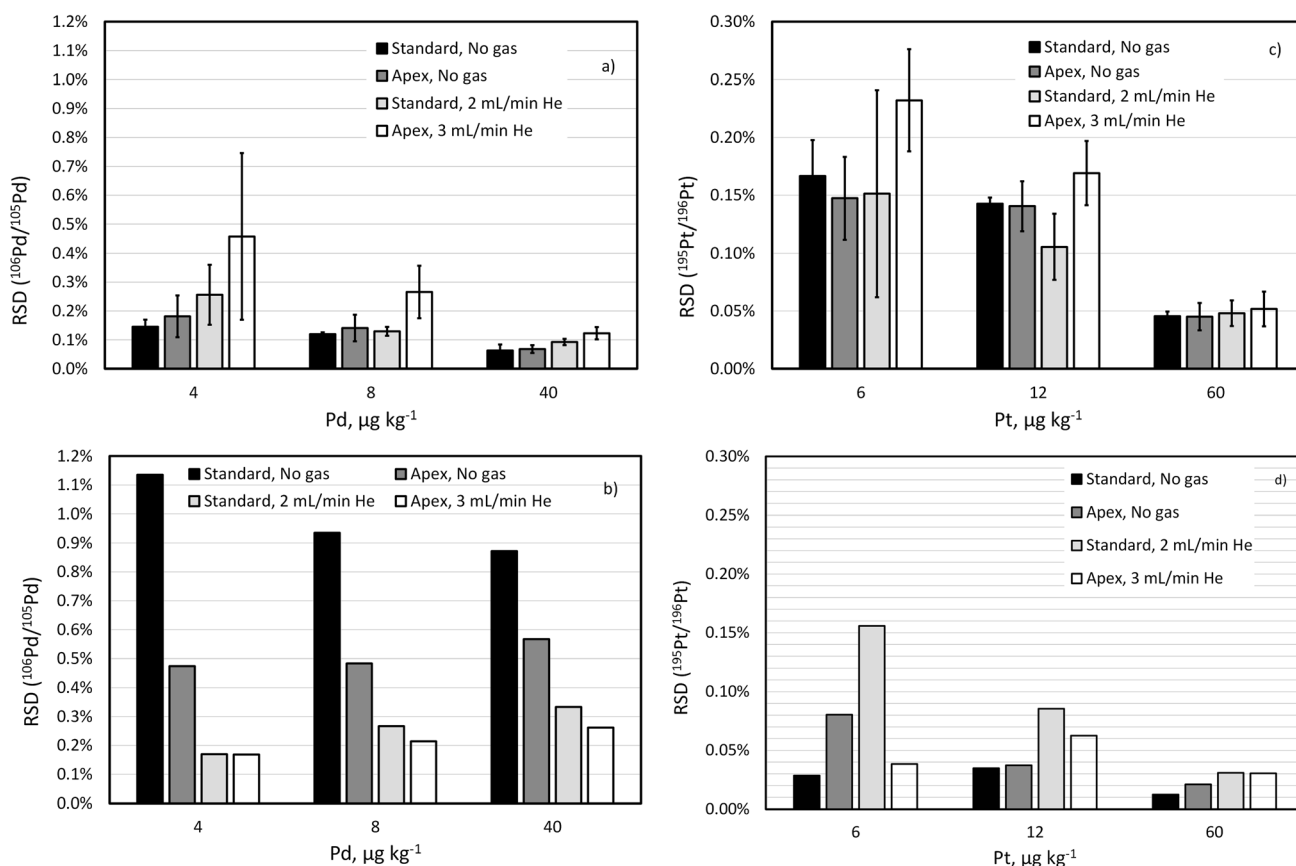 1.2%
1.1%
1.0%
0.9%
0.8%
0.7%
0.6%
0.5%
0.4%
0.3%
0.2%
0.1%
0.0%
RSD (¹⁰⁶Pd/¹⁰⁵Pd)
Standard, No gas
Apex, No gas
Standard, 2 mL/min He
Apex, 3 mL/min He
a)
4 8 40
Pd, µg kg⁻¹
0.30%
0.25%
0.20%
0.15%
0.10%
0.05%
0.00%
RSD (¹⁹⁵Pt/¹⁹⁶Pt)
Standard, No gas
Apex, No gas
Standard, 2 mL/min He
Apex, 3 mL/min He
c)
6 12 60
Pt, µg kg⁻¹
1.2%
1.1%
1.0%
0.9%
0.8%
0.7%
0.6%
0.5%
0.4%
0.3%
0.2%
0.1%
0.0%
RSD (¹⁰⁶Pd/¹⁰⁵Pd)
Standard, No gas Apex, No gas
Standard, 2 mL/min He Apex, 3 mL/min He
b)
4 8 40
Pd, µg kg⁻¹
0.30%
0.25%
0.20%
0.15%
0.10%
0.05%
0.00%
RSD (¹⁹⁵Pt/¹⁹⁶Pt)
Standard, No gas
Apex, No gas
Standard, 2 mL/min He
Apex, 3 mL/min He
d)
6 12 60
Pt, µg kg⁻¹